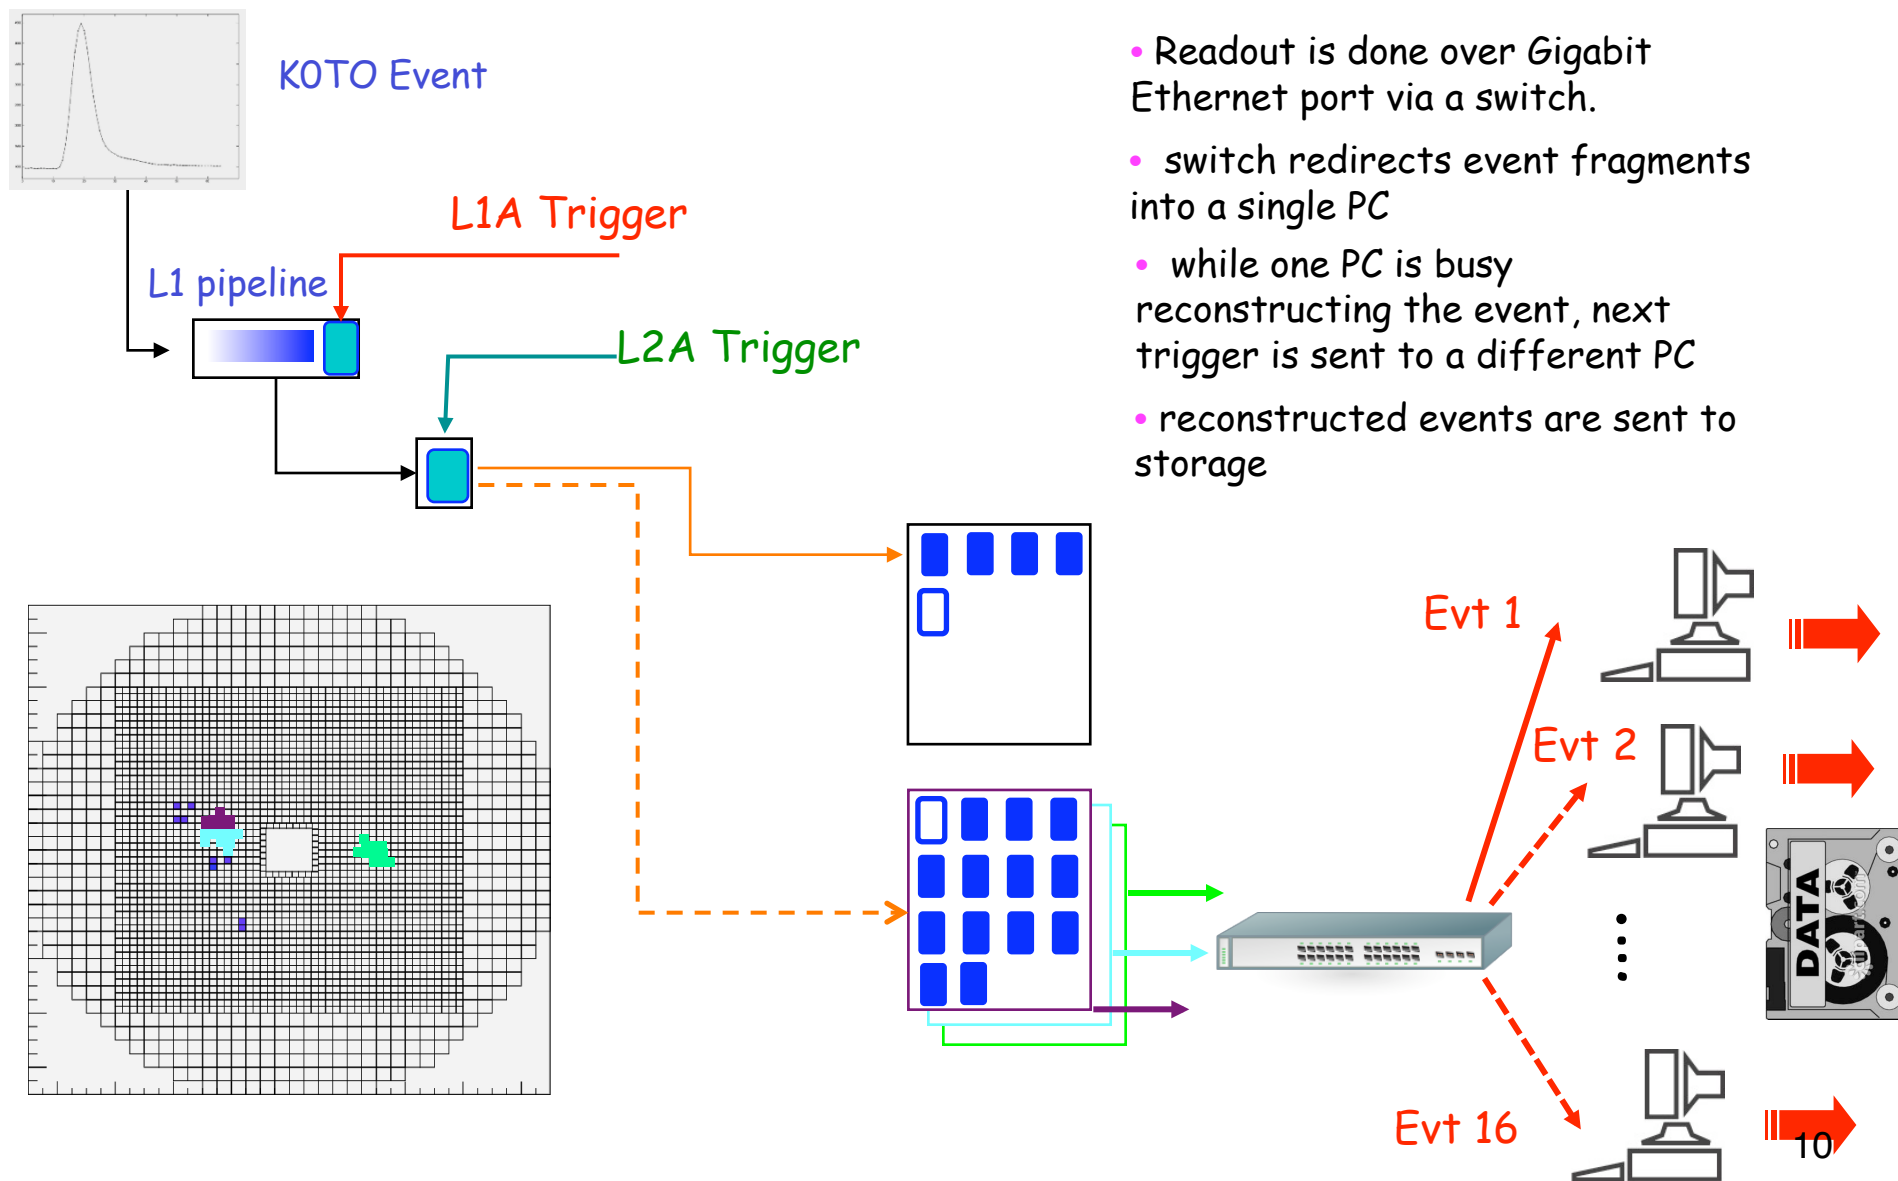 K0TO Event
• Readout is done over Gigabit
Ethernet port via a switch.
• switch redirects event fragments
into a single PC
• while one PC is busy
reconstructing the event, next
trigger is sent to a different PC
• reconstructed events are sent to
storage
L1A Trigger
L1 pipeline
L2A Trigger
Evt 1
Evt 2
DATA
Evt 16
10